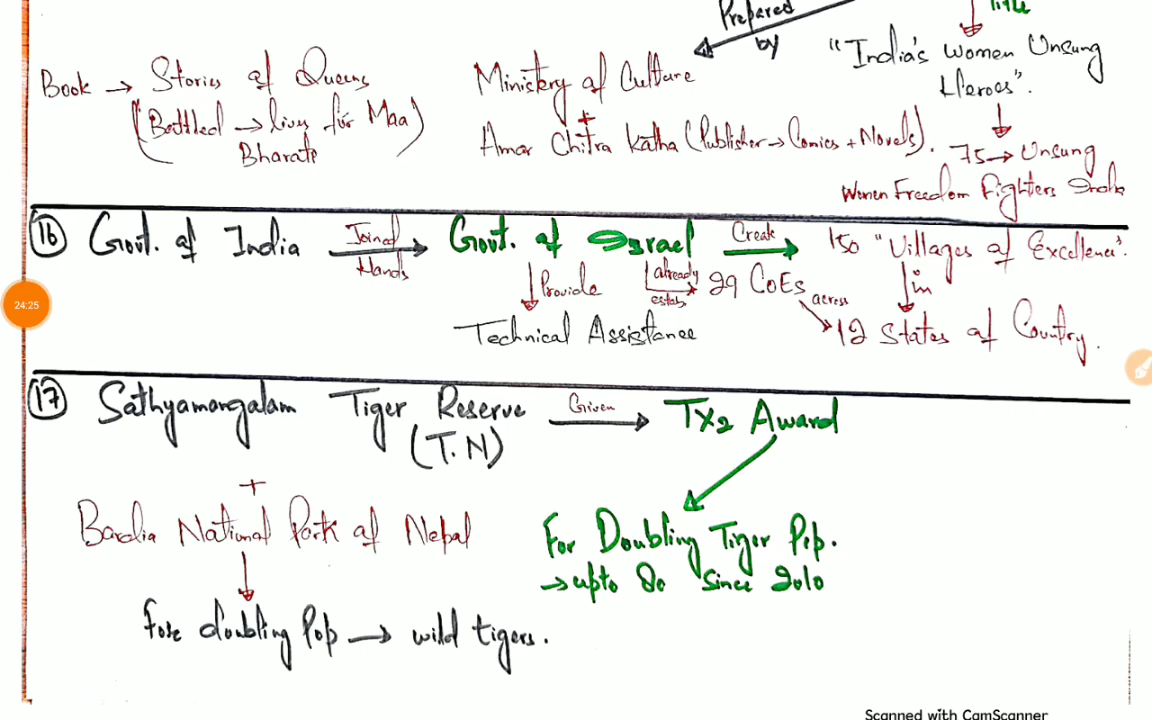 Prepared by
Title
"India's Women Unsung Heroes".
Book → Stories of Queens
(Battled → lives for Maa Bharate)
Ministery of Culture
+
Amar Chitra Katha (Publisher → Comics + Novels).
75 → Unsung
Women Freedom Fighters India
16 Govt. of India Joined Hands → Govt. of Israel Create → 150 "Villages of Excellence".
Provide already estab. → 29 CoEs across in
Technical Assistance 12 States of Country.
17 Sathyamangalam Tiger Reserve Given → Tx2 Award
(T.N)
+
Bardia National Park of Nepal
For Doubling Tiger Pop.
→ upto 80 Since 2010
For doubling Pop → wild tigers.
24:25
Scanned with CamScanner